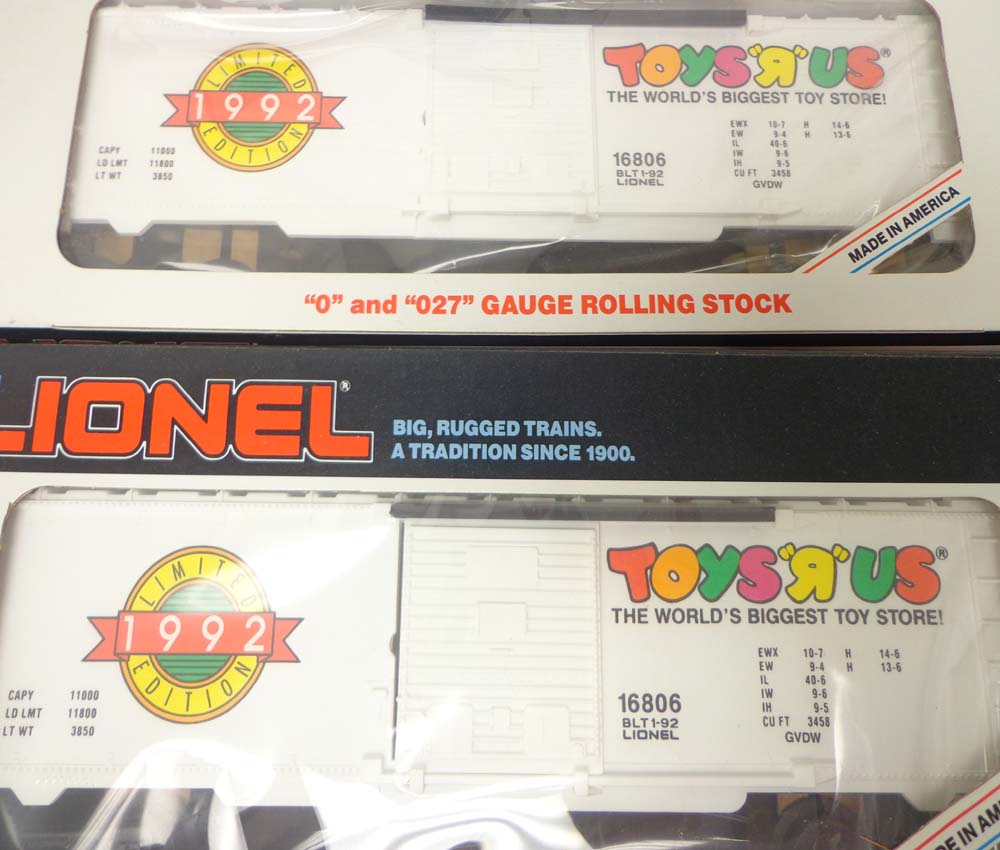 TOYS "R" US®
THE WORLD'S BIGGEST TOY STORE!
LIMITED
1992
EDITION
CAPY 11000
LD LMT 11800
LT WT 3850
EWX 10-7 H 14-6
EW 9-4 H 13-6
IL 40-6
IW 9-6
IH 9-5
CU FT 3458
GVDW
16806
BLT 1-92
LIONEL
MADE IN AMERICA
"O" and "027" GAUGE ROLLING STOCK
LIONEL®
BIG, RUGGED TRAINS.
A TRADITION SINCE 1900.
TOYS "R" US®
THE WORLD'S BIGGEST TOY STORE!
LIMITED
1992
EDITION
CAPY 11000
LD LMT 11800
LT WT 3850
EWX 10-7 H 14-6
EW 9-4 H 13-6
IL 40-6
IW 9-6
IH 9-5
CU FT 3458
GVDW
16806
BLT 1-92
LIONEL
DE IN AM